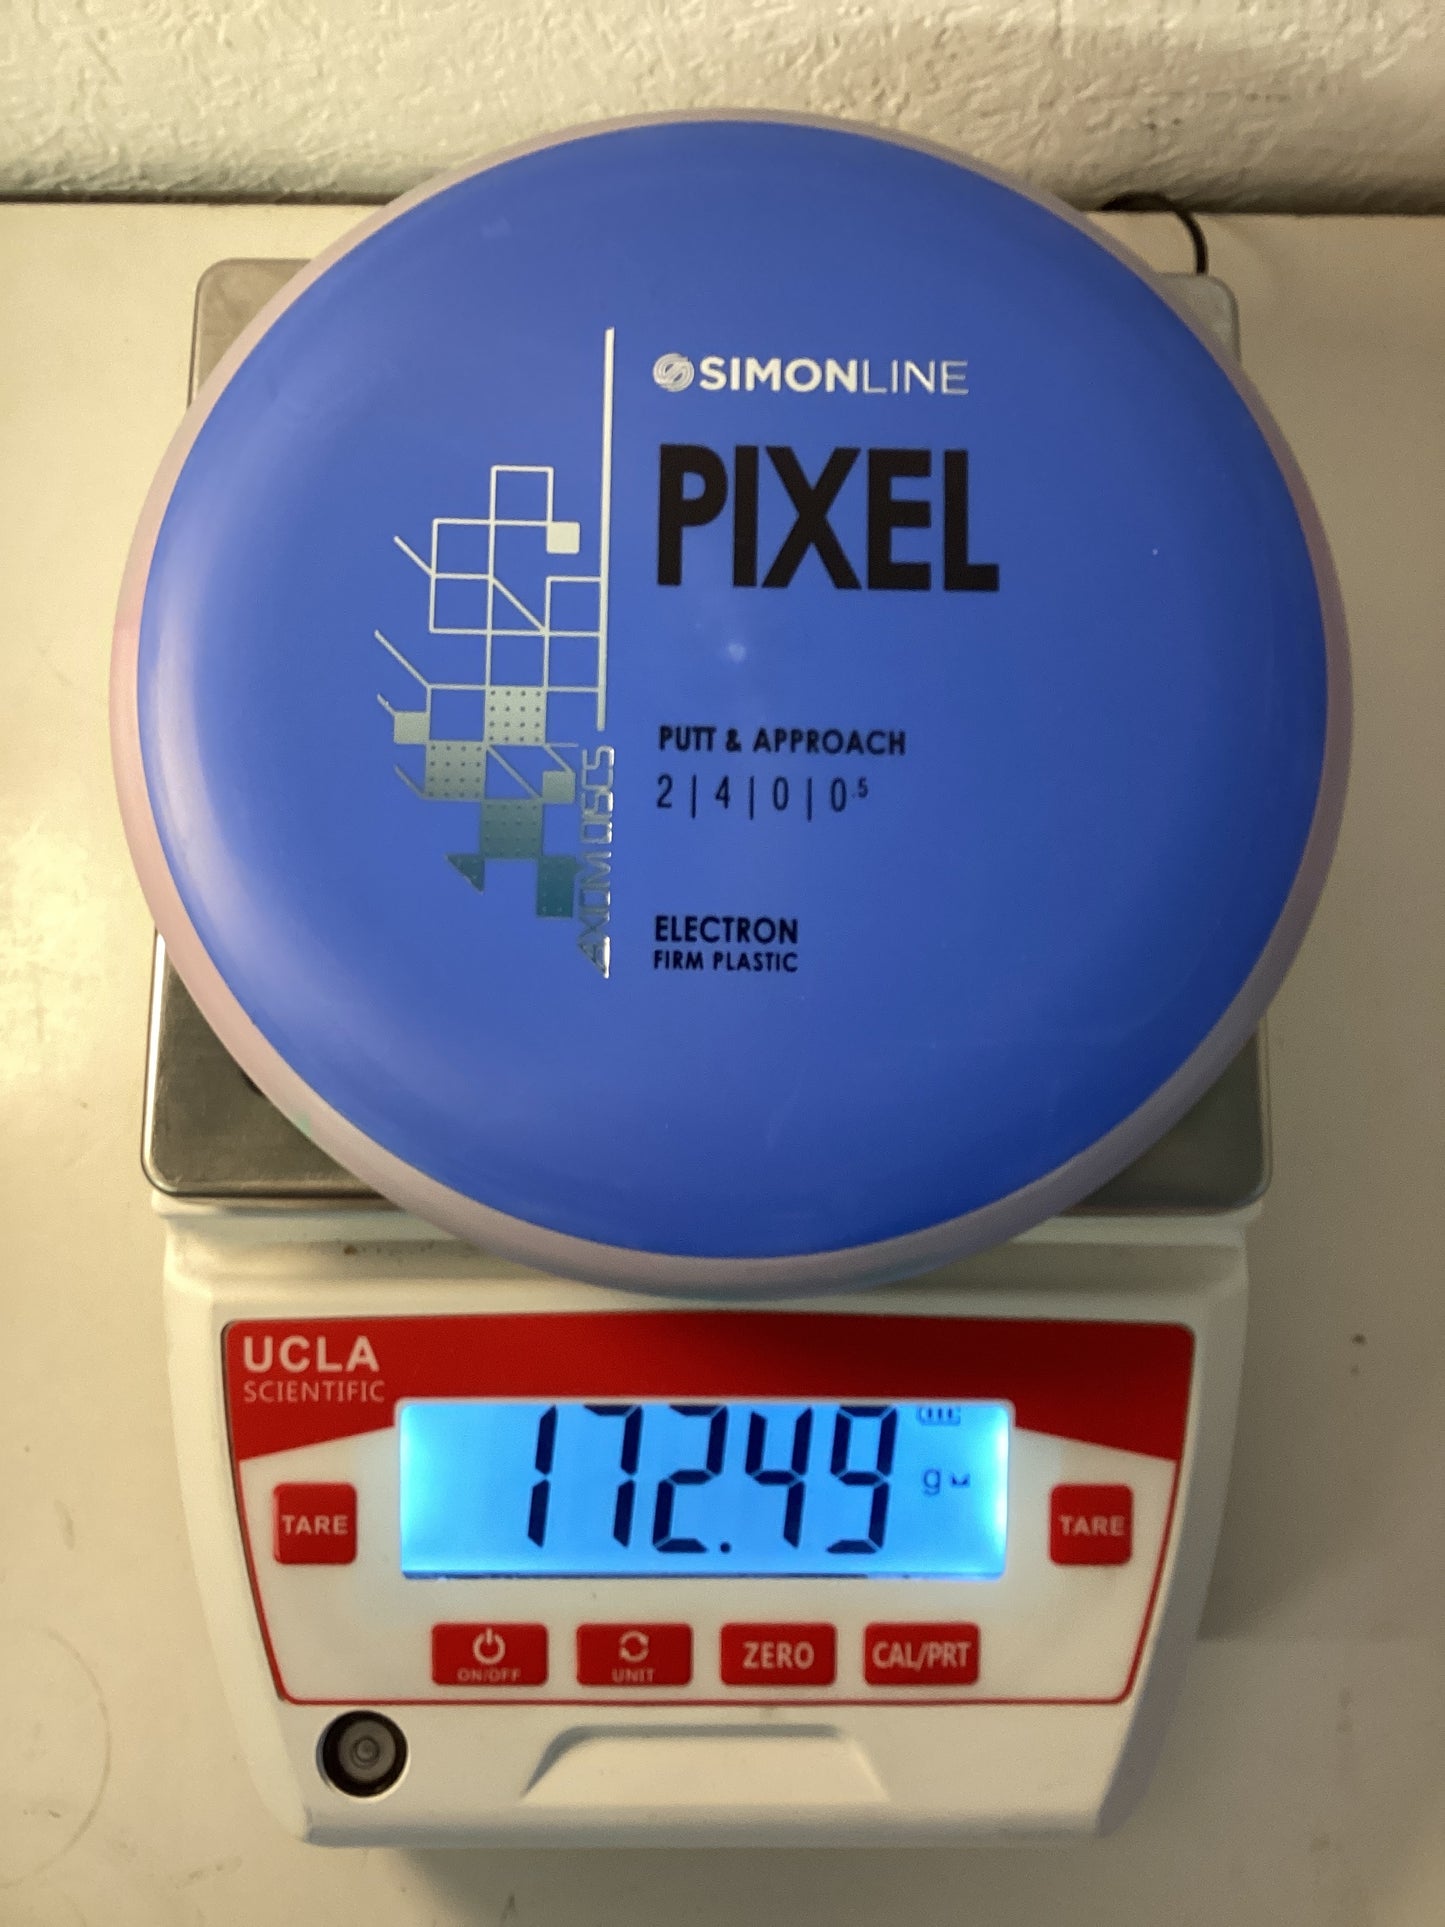 SIMONLINE
PIXEL
PUTT & APPROACH
2 | 4 | 0 | 0.5
AXIOM DISCS
ELECTRON
FIRM PLASTIC
UCLA
SCIENTIFIC
172.49
g
TARE
TARE
ON/OFF
UNIT
ZERO
CAL/PRT